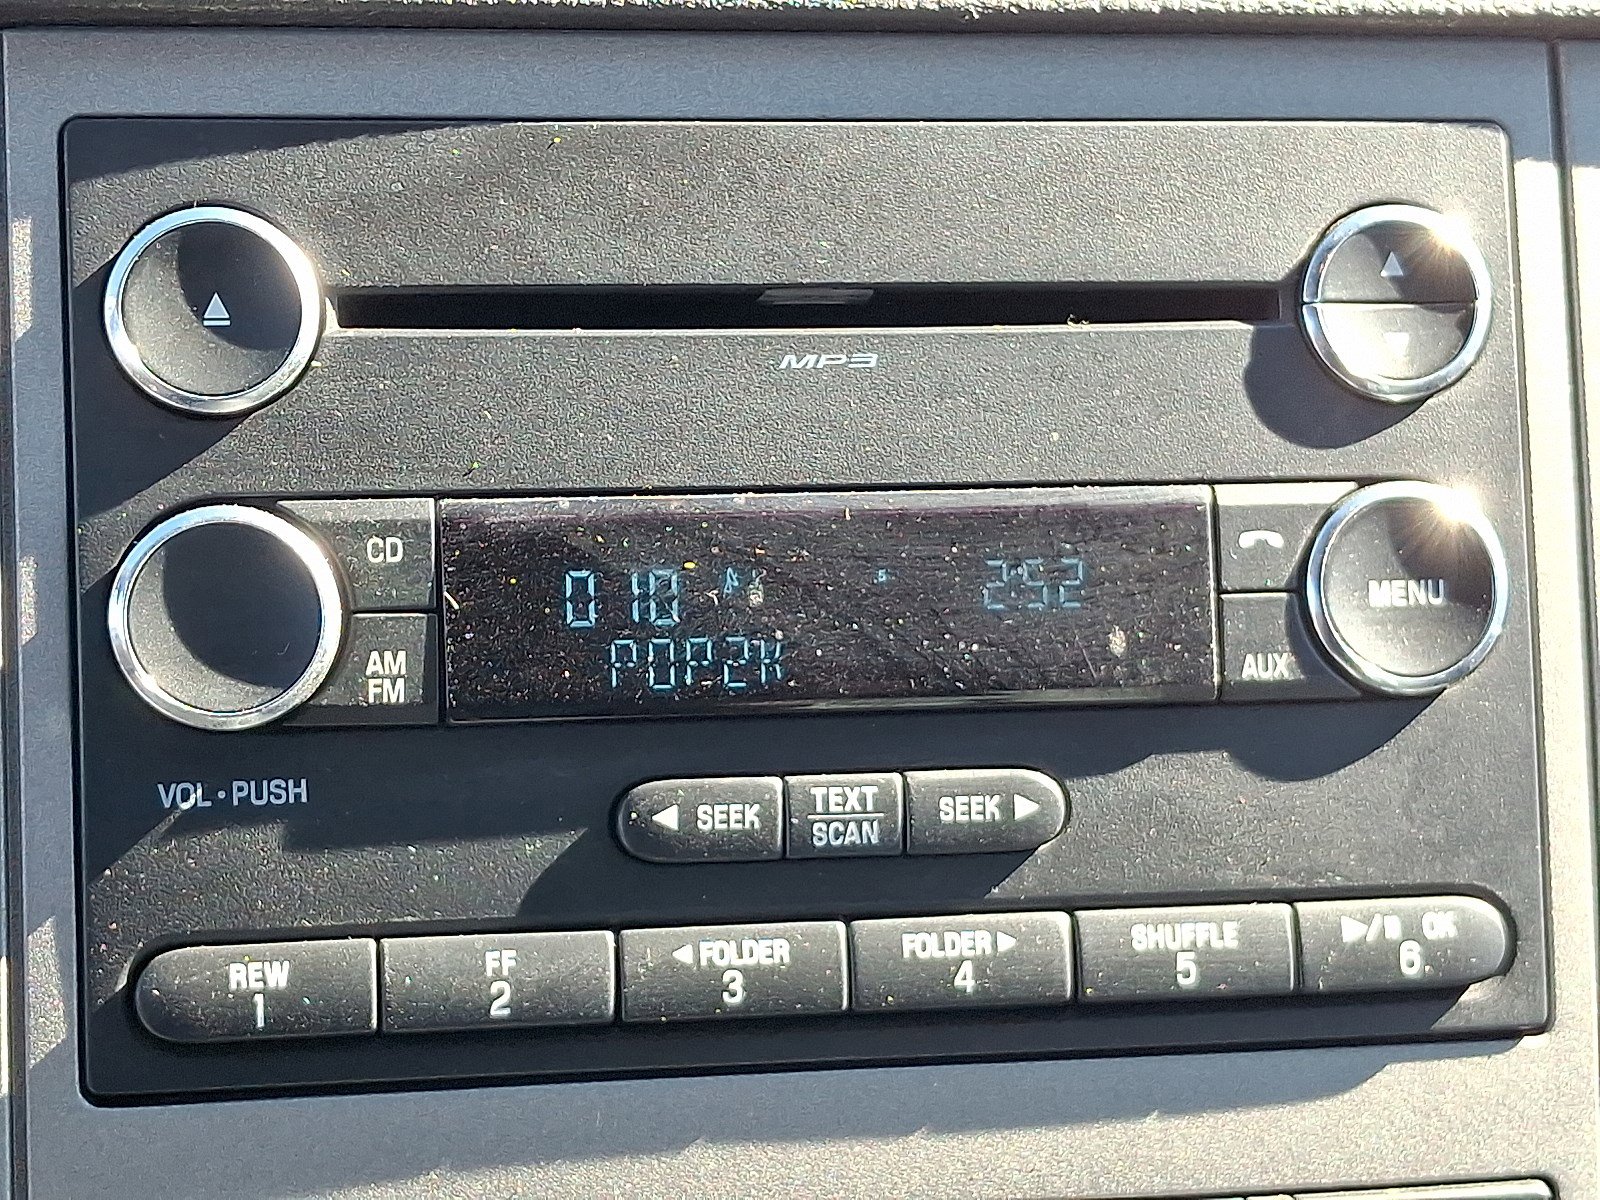 MP3
CD
010 2:52
POP2K
AM
FM
MENU
AUX
VOL • PUSH
◀ SEEK
TEXT
SCAN
SEEK ▶
REW
1
FF
2
◀ FOLDER
3
FOLDER ▶
4
SHUFFLE
5
▶/II OK
6